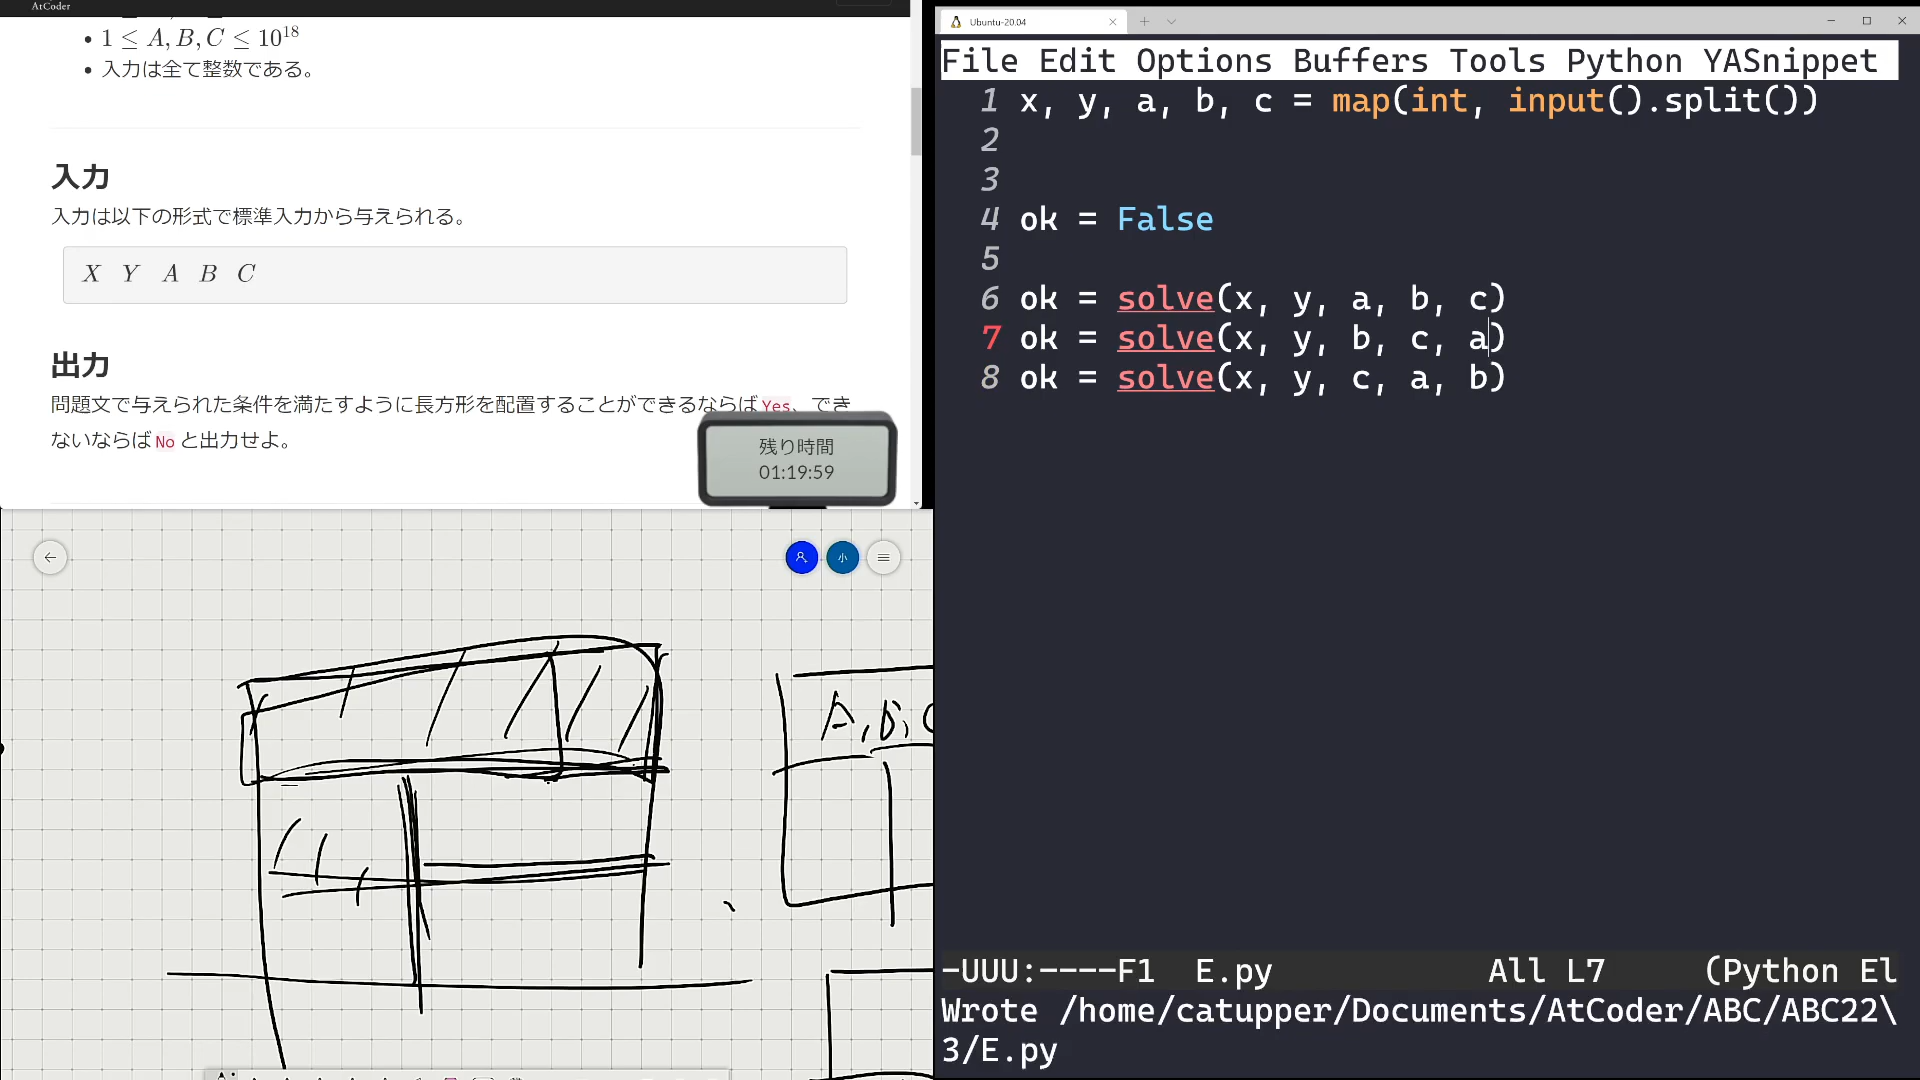 AtCoder
• 1 ≤ A, B, C ≤ 10^18
• 入力は全て整数である。
入力
入力は以下の形式で標準入力から与えられる。
X Y A B C
出力
問題文で与えられた条件を満たすように長方形を配置することができるならば Yes、でき
ないならば No と出力せよ。
残り時間
01:19:59
小
A, B, C
Ubuntu-20.04
File Edit Options Buffers Tools Python YASnippet
1 x, y, a, b, c = map(int, input().split())
2
3
4 ok = False
5
6 ok = solve(x, y, a, b, c)
7 ok = solve(x, y, b, c, a)
8 ok = solve(x, y, c, a, b)
-UUU:----F1 E.py All L7 (Python El
Wrote /home/catupper/Documents/AtCoder/ABC/ABC22\
3/E.py